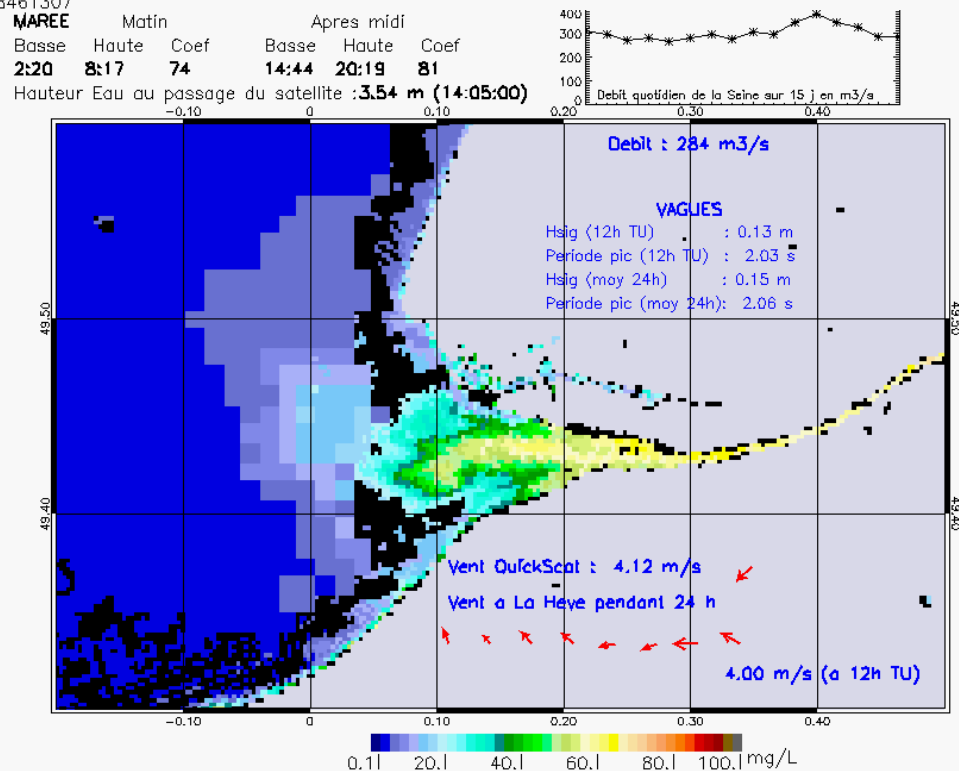 MAREE Matin Apres midi
Basse Haute Coef Basse Haute Coef
2:20 8:17 74 14:44 20:19 81
Hauteur Eau au passage du satellite :3.54 m (14:05:00)
400
300
200
100
0
Debit quotidien de la Seine sur 15 j en m3/s
-0.10 0 0.10 0.20 0.30 0.40
Debit : 284 m3/s
VAGUES
Hsig (12h TU) : 0.13 m
Periode pic (12h TU) : 2.03 s
Hsig (moy 24h) : 0.15 m
Periode pic (moy 24h): 2.06 s
49.50 49.50
49.40 49.40
Vent QuickScat : 4.12 m/s
Vent a La Heve pendant 24 h
4.00 m/s (a 12h TU)
-0.10 0 0.10 0.20 0.30 0.40
0.1 20.1 40.1 60.1 80.1 100.1 mg/L